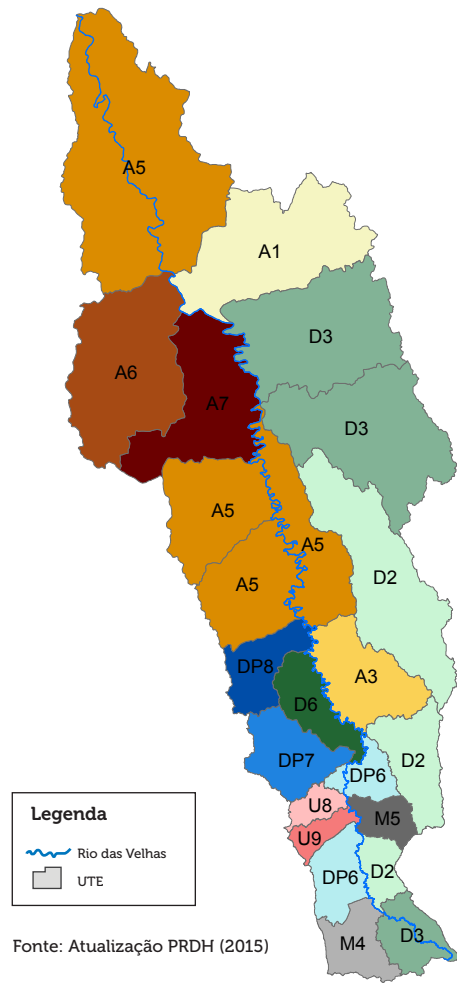 A5
A1
D3
A6
A7
D3
A5
A5
A5
D2
DP8
A3
D6
DP7
D2
DP6
U8
M5
U9
DP6
D2
M4
D3
Legenda
Rio das Velhas
UTE
Fonte: Atualização PRDH (2015)